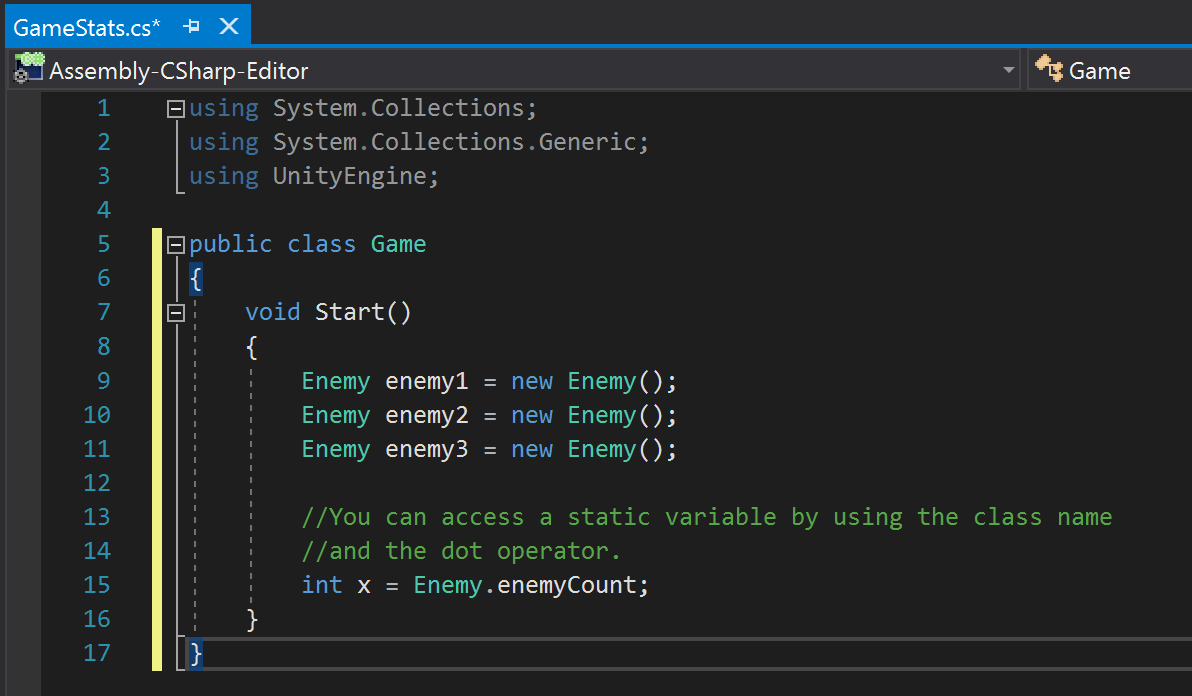 GameStats.cs*
Assembly-CSharp-Editor Game
1 using System.Collections;
2 using System.Collections.Generic;
3 using UnityEngine;
4
5 public class Game
6 {
7     void Start()
8     {
9         Enemy enemy1 = new Enemy();
10         Enemy enemy2 = new Enemy();
11         Enemy enemy3 = new Enemy();
12
13         //You can access a static variable by using the class name
14         //and the dot operator.
15         int x = Enemy.enemyCount;
16     }
17 }